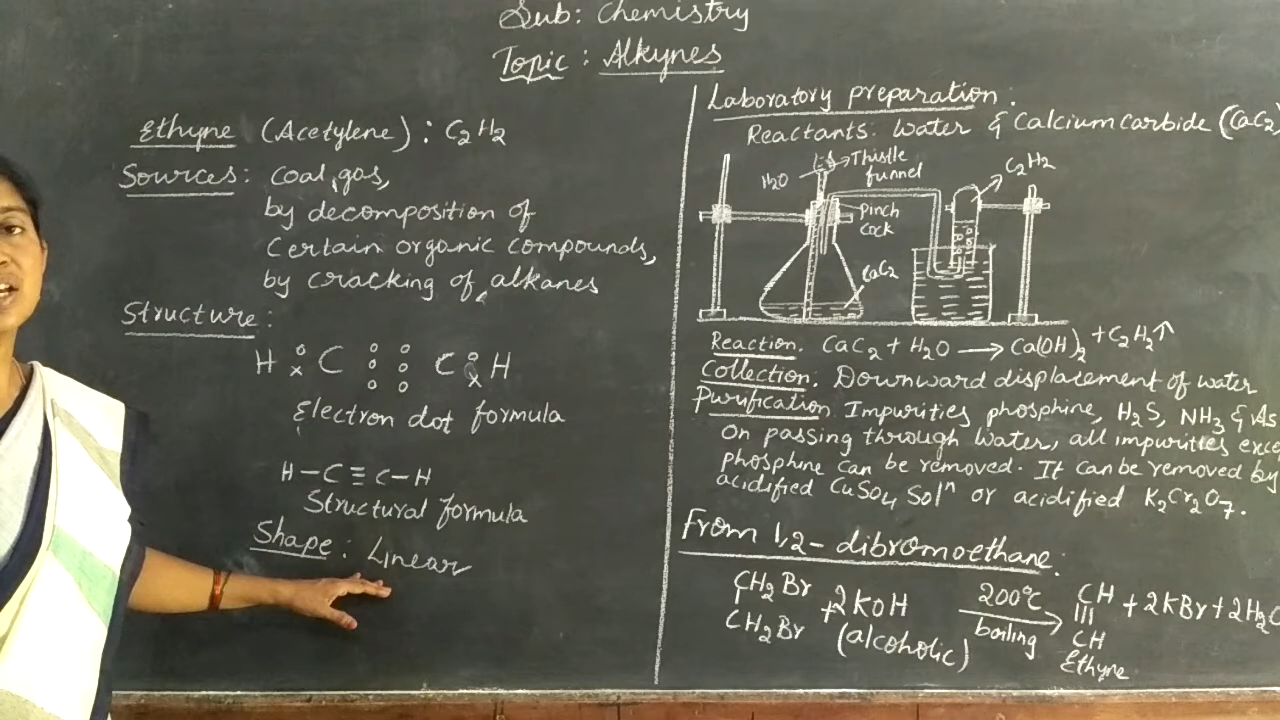 Sub: Chemistry
Topic: Alkynes
Ethyne (Acetylene): C2H2
Sources: coal, gas,
by decomposition of
Certain organic compounds,
by cracking of alkanes
Structure:
H C C H
Electron dot formula
H-C≡C-H
Structural formula
Shape: Linear
Laboratory preparation:
Reactants: Water & Calcium carbide (CaC2)
H2O
Thistle funnel
C2H2
Pinch cock
CaC2
Reaction. CaC2 + H2O → Ca(OH)2 + C2H2↑
Collection. Downward displacement of water
Purification. Impurities phosphine, H2S, NH3 & As
On passing through water, all impurities
phosphine can be removed. It can be removed by
acidified CuSO4 Solⁿ or acidified K2Cr2O7.
From 1,2-dibromoethane:
CH2Br + 2KOH 200°C → CH + 2KBr + 2H2O
CH2Br (alcoholic) boiling ||| CH
Ethyne